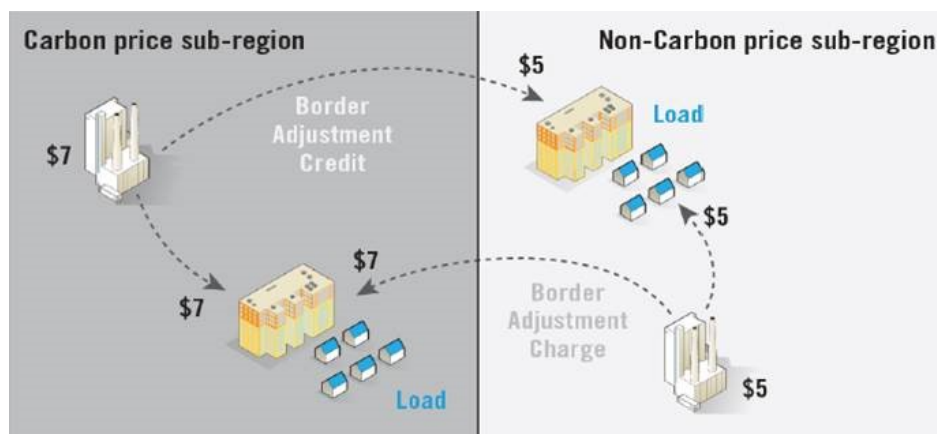 Carbon price sub-region
Non-Carbon price sub-region
$5
Border
Adjustment
Credit
Load
$7
$5
$7
$7
Border
Adjustment
Charge
$5
Load